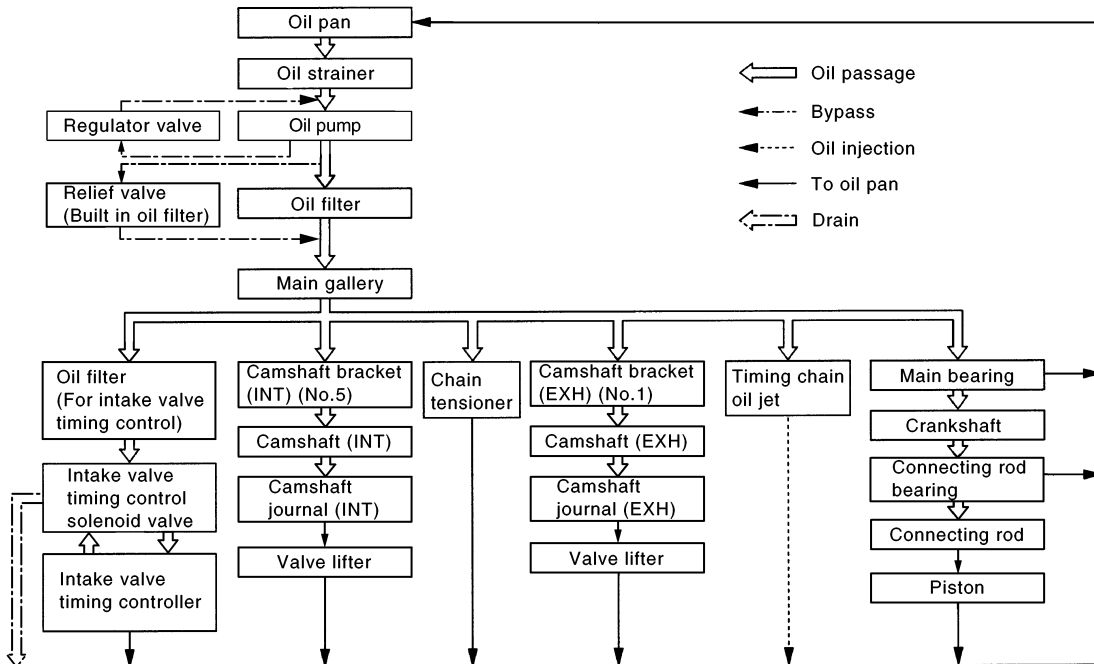 Oil pan
Oil strainer
Regulator valve
Oil pump
Relief valve
(Built in oil filter)
Oil filter
Main gallery
Oil passage
Bypass
Oil injection
To oil pan
Drain
Oil filter
(For intake valve
timing control)
Intake valve
timing control
solenoid valve
Intake valve
timing controller
Camshaft bracket
(INT) (No.5)
Camshaft (INT)
Camshaft
journal (INT)
Valve lifter
Chain
tensioner
Camshaft bracket
(EXH) (No.1)
Camshaft (EXH)
Camshaft
journal (EXH)
Valve lifter
Timing chain
oil jet
Main bearing
Crankshaft
Connecting rod
bearing
Connecting rod
Piston